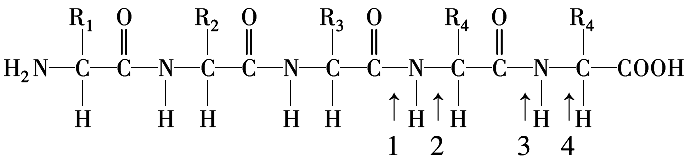 R₁ O R₂ O R₃ O R₄ O R₄
H₂N—C—C—N—C—C—N—C—C—N—C—C—N—C—COOH
H H H H H H H H H
↑ ↑ ↑ ↑
1 2 3 4